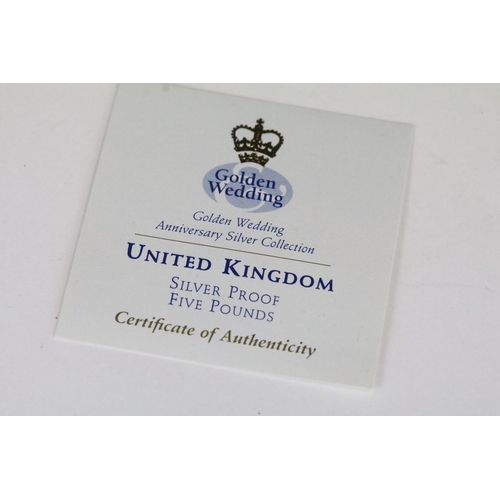 Golden
Wedding
Golden Wedding
Anniversary Silver Collection
UNITED KINGDOM
SILVER PROOF
FIVE POUNDS
Certificate of Authenticity